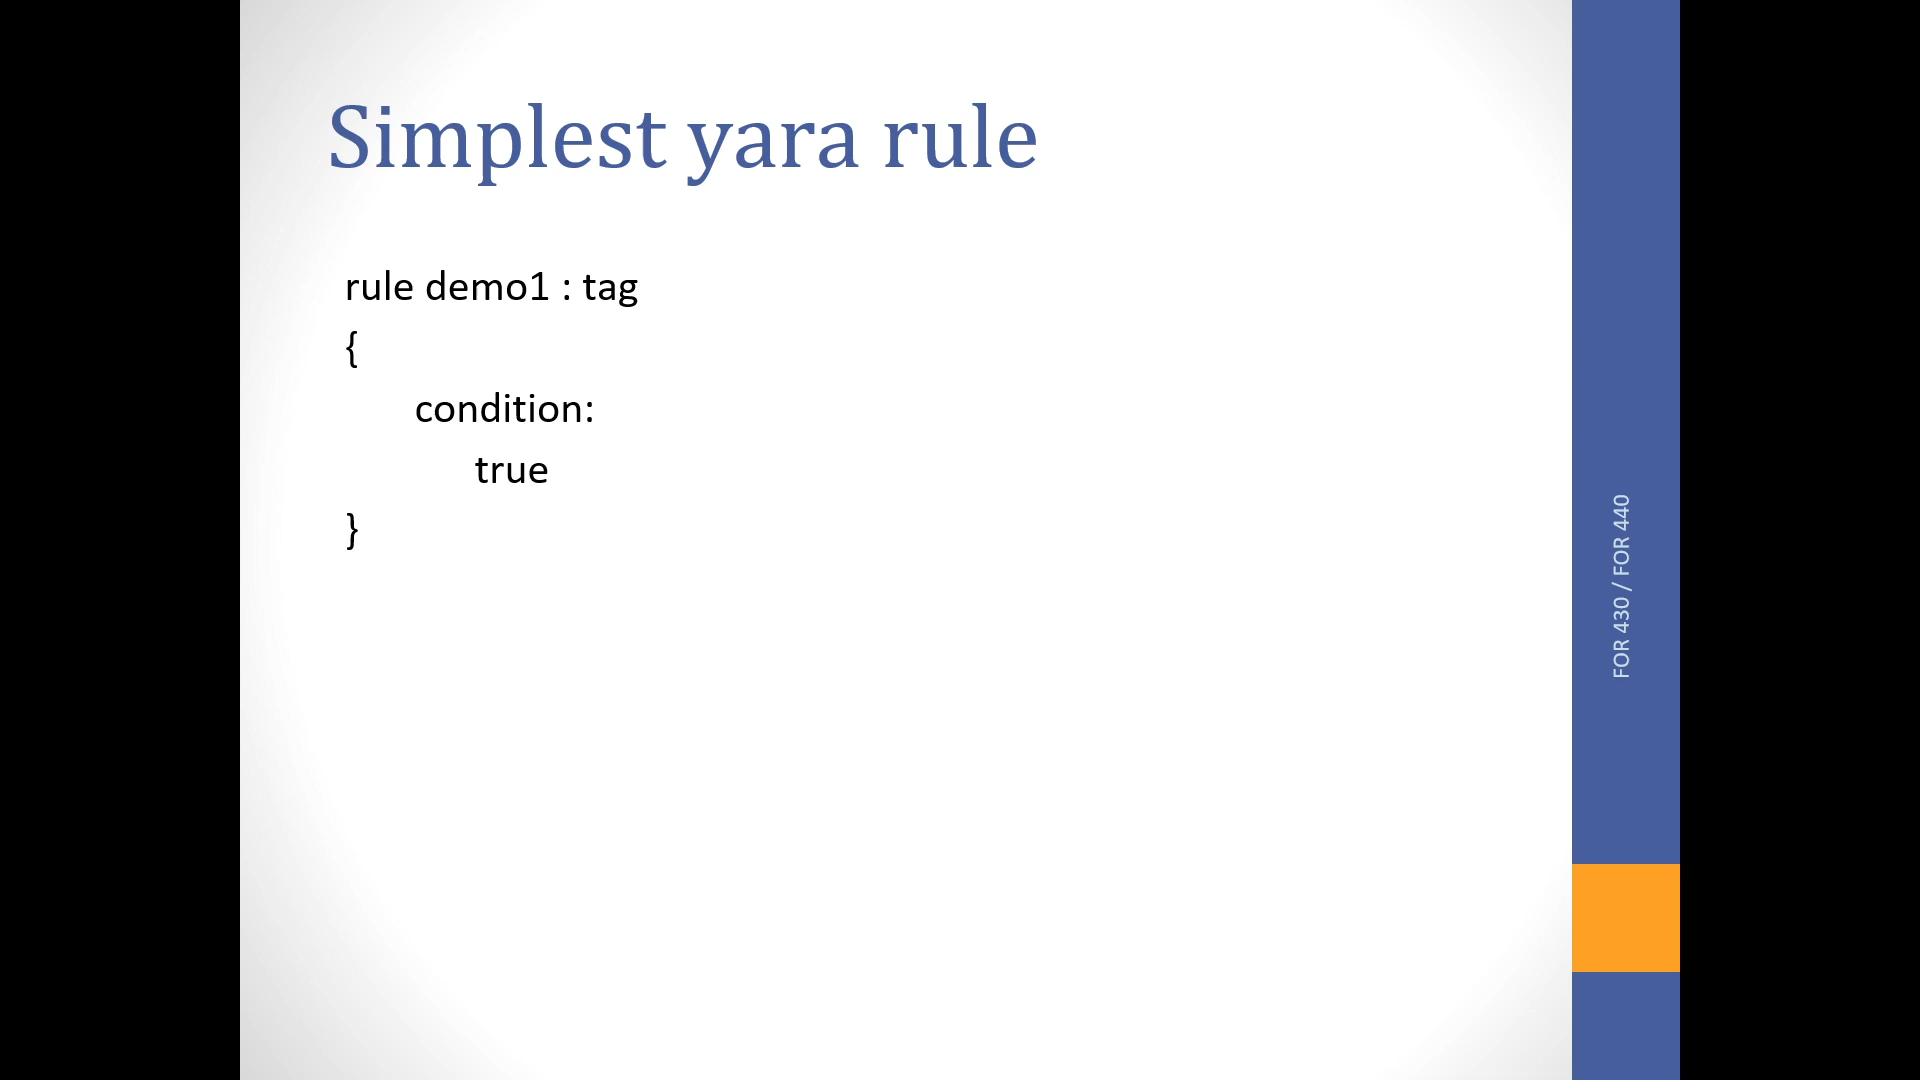 Simplest yara rule
rule demo1 : tag
{
condition:
true
}
FOR 430 / FOR 440